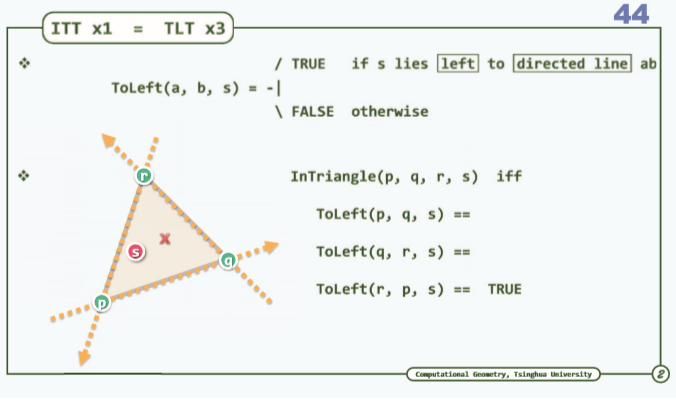 44
ITT x1 = TLT x3
❖ / TRUE if s lies left to directed line ab
ToLeft(a, b, s) = -|
\ FALSE otherwise
❖ InTriangle(p, q, r, s) iff
ToLeft(p, q, s) ==
ToLeft(q, r, s) ==
ToLeft(r, p, s) == TRUE
r
x
s
q
p
Computational Geometry, Tsinghua University
2